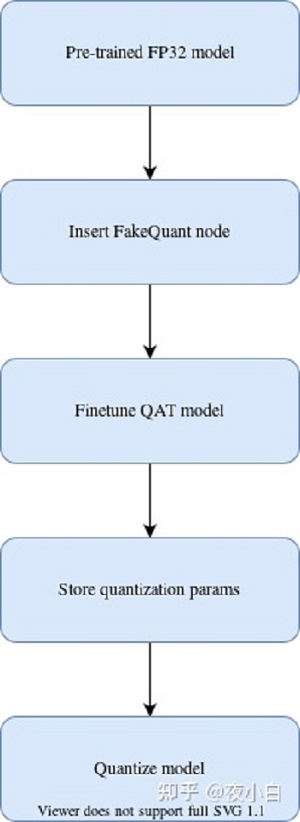 Pre-trained FP32 model
Insert FakeQuant node
Finetune QAT model
Store quantization params
Quantize model
知乎 @夜小白
Viewer does not support full SVG 1.1